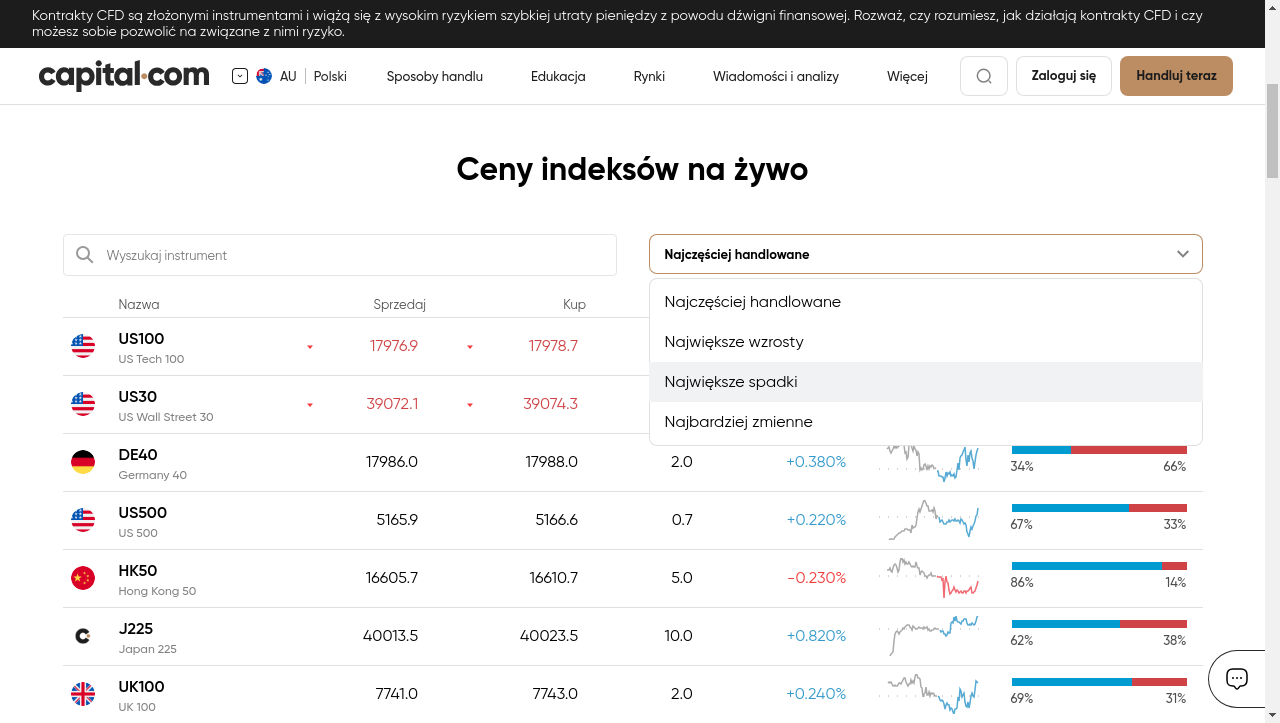 Kontrakty CFD są złożonymi instrumentami i wiążą się z wysokim ryzykiem szybkiej utraty pieniędzy z powodu dźwigni finansowej. Rozważ, czy rozumiesz, jak działają kontrakty CFD i czy
możesz sobie pozwolić na związane z nimi ryzyko.
capital.com AU Polski Sposoby handlu Edukacja Rynki Wiadomości i analizy Więcej Zaloguj się Handluj teraz
Ceny indeksów na żywo
Wyszukaj instrument Najczęściej handlowane
Nazwa Sprzedaj Kup
Najczęściej handlowane
Największe wzrosty
Największe spadki
Najbardziej zmienne
US100 17976.9 17978.7
US Tech 100
US30 39072.1 39074.3
US Wall Street 30
DE40 17986.0 17988.0 2.0 +0.380% 34% 66%
Germany 40
US500 5165.9 5166.6 0.7 +0.220% 67% 33%
US 500
HK50 16605.7 16610.7 5.0 -0.230% 86% 14%
Hong Kong 50
J225 40013.5 40023.5 10.0 +0.820% 62% 38%
Japan 225
UK100 7741.0 7743.0 2.0 +0.240% 69% 31%
UK 100